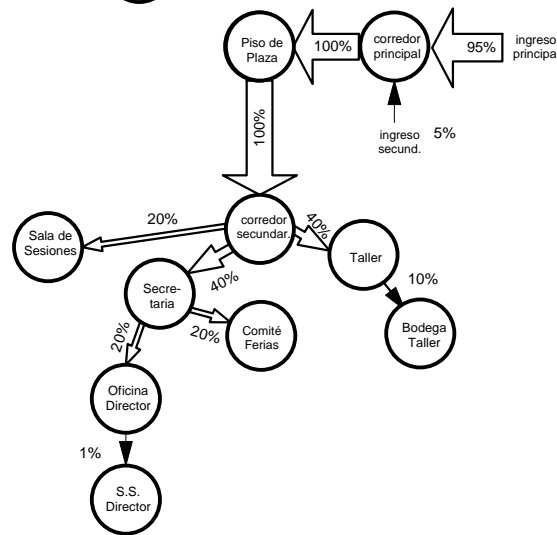 Piso de
Plaza
100%
corredor
principal
95%
ingreso
principa
ingreso
secund.
5%
100%
corredor
secundar.
20%
Sala de
Sesiones
40%
Secre-
taria
40%
Taller
10%
Bodega
Taller
20%
Comité
Ferias
20%
Oficina
Director
1%
S.S.
Director